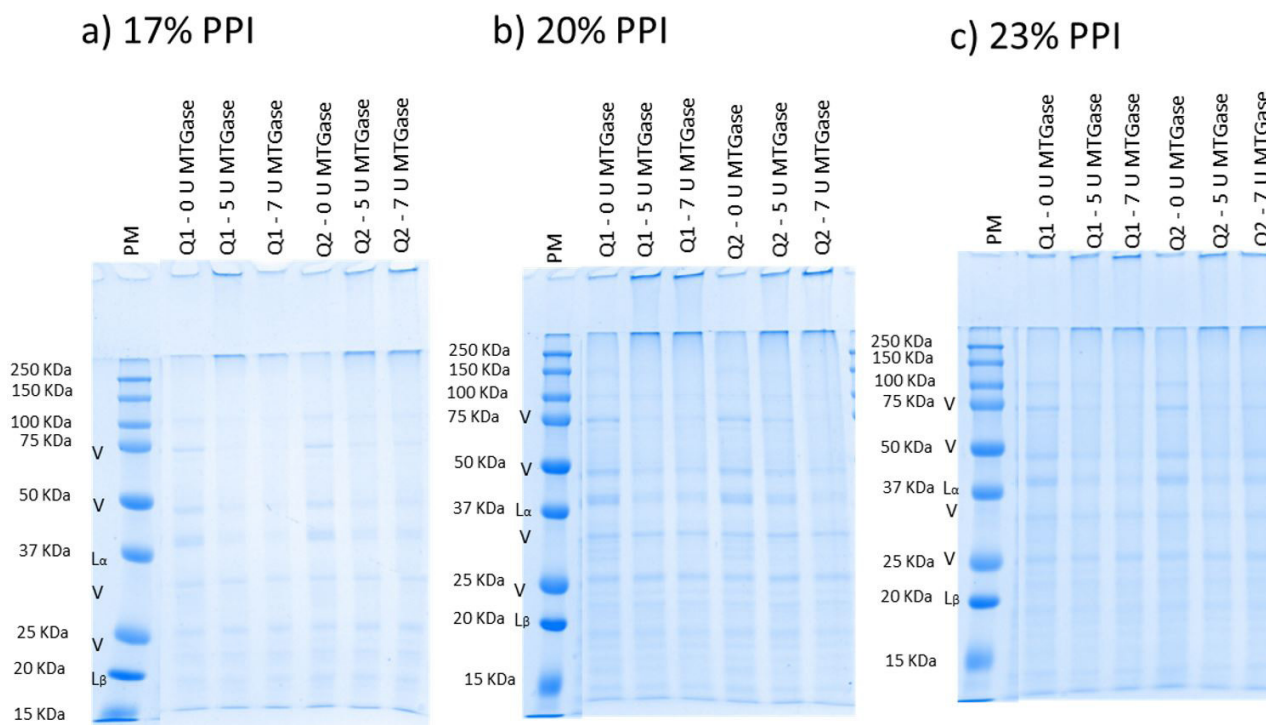 a) 17% PPI
PM
Q1 - 0 U MTGase
Q1 - 5 U MTGase
Q1 - 7 U MTGase
Q2 - 0 U MTGase
Q2 - 5 U MTGase
Q2 - 7 U MTGase
250 KDa
150 KDa
100 KDa
75 KDa
V
50 KDa
V
37 KDa
Lα
V
25 KDa
V
20 KDa
Lβ
15 KDa
b) 20% PPI
PM
Q1 - 0 U MTGase
Q1 - 5 U MTGase
Q1 - 7 U MTGase
Q2 - 0 U MTGase
Q2 - 5 U MTGase
Q2 - 7 U MTGase
250 KDa
150 KDa
100 KDa
75 KDa
V
50 KDa
V
37 KDa
Lα
V
25 KDa
V
20 KDa
Lβ
15 KDa
c) 23% PPI
PM
Q1 - 0 U MTGase
Q1 - 5 U MTGase
Q1 - 7 U MTGase
Q2 - 0 U MTGase
Q2 - 5 U MTGase
Q2 - 7 U MTGase
250 KDa
150 KDa
100 KDa
75 KDa
V
50 KDa
V
37 KDa
Lα
V
25 KDa
V
20 KDa
Lβ
15 KDa